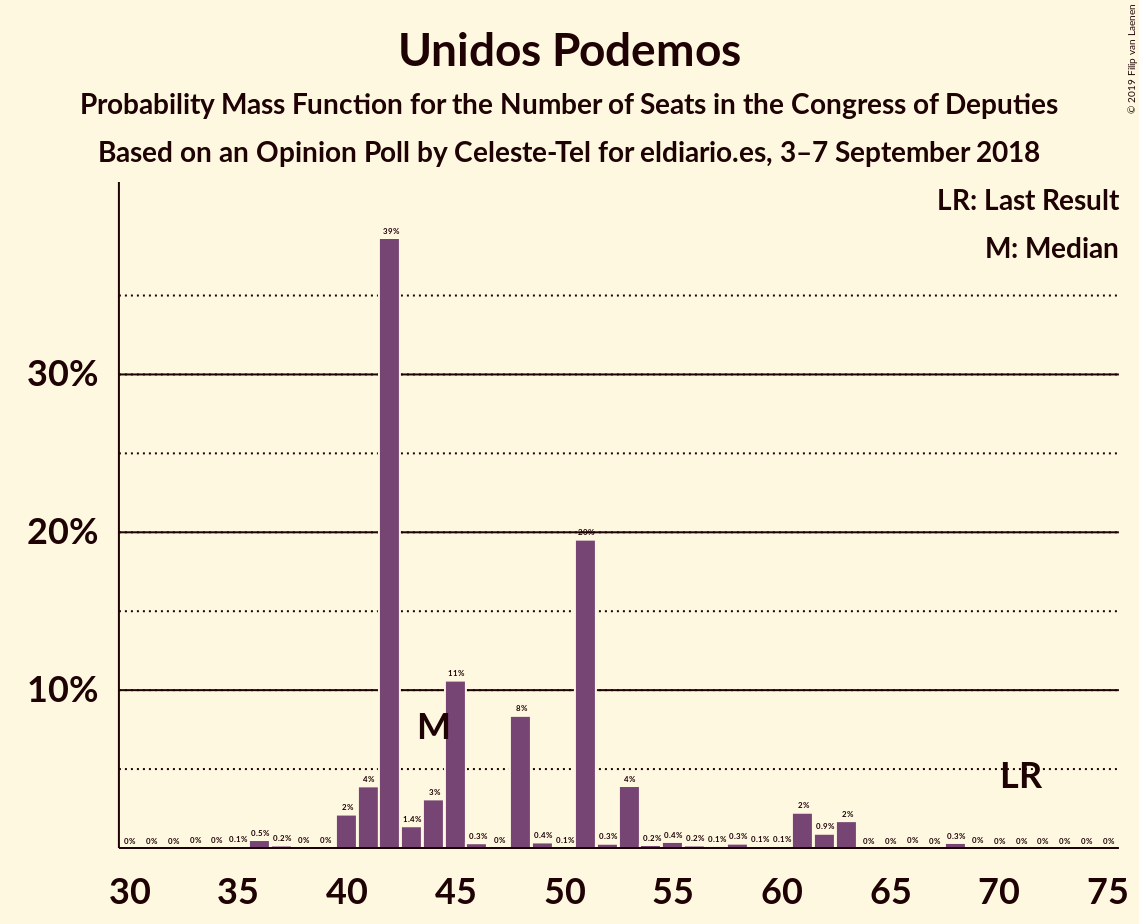 Unidos Podemos
Probability Mass Function for the Number of Seats in the Congress of Deputies
Based on an Opinion Poll by Celeste-Tel for eldiario.es, 3–7 September 2018
© 2019 Filip van Laenen
LR: Last Result
M: Median
30%
20%
10%
0% 0% 0% 0% 0% 0.1% 0.5% 0.2% 0% 0% 2% 4% 39% 1.4% 3% 11% 0.3% 0% 8% 0.4% 0.1% 20% 0.3% 4% 0.2% 0.4% 0.2% 0.1% 0.3% 0.1% 0.1% 2% 0.9% 2% 0% 0% 0% 0% 0.3% 0% 0% 0% 0% 0% 0% 0%
M
LR
30 35 40 45 50 55 60 65 70 75